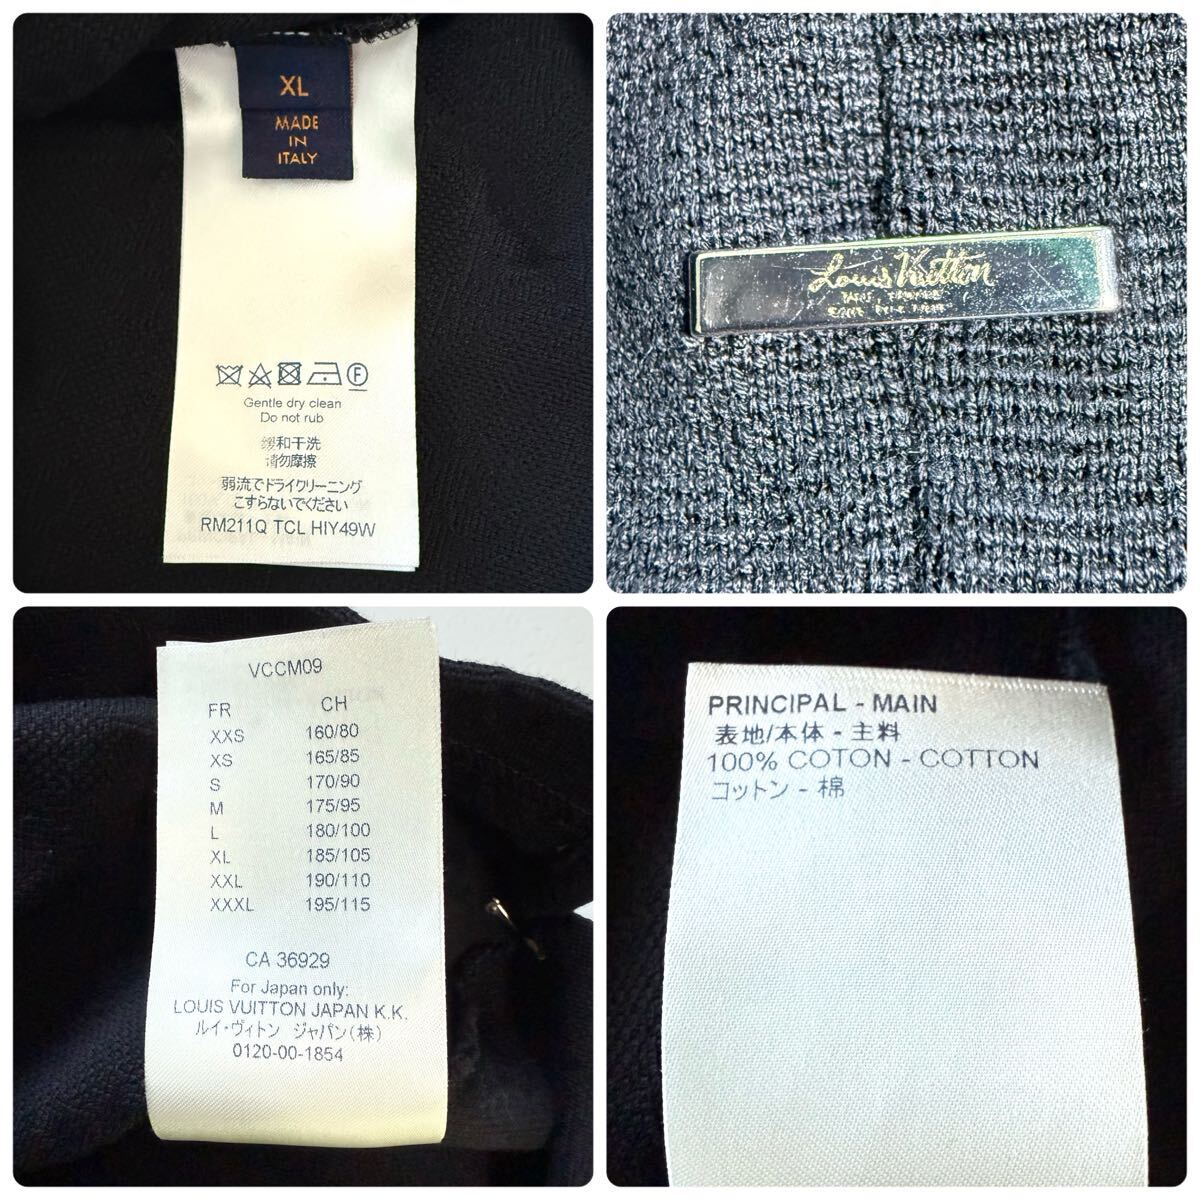 XL
MADE
IN
ITALY
Gentle dry clean
Do not rub
缓和干洗
请勿摩擦
弱流でドライクリーニング
こすらないでください
RM211Q TCL HIY49W
Louis Vuitton
VCCM09
FR CH
XXS 160/80
XS 165/85
S 170/90
M 175/95
L 180/100
XL 185/105
XXL 190/110
XXXL 195/115
CA 36929
For Japan only:
LOUIS VUITTON JAPAN K.K.
ルイ・ヴィトン ジャパン(株)
0120-00-1854
PRINCIPAL - MAIN
表地/本体 - 主料
100% COTON - COTTON
コットン - 棉